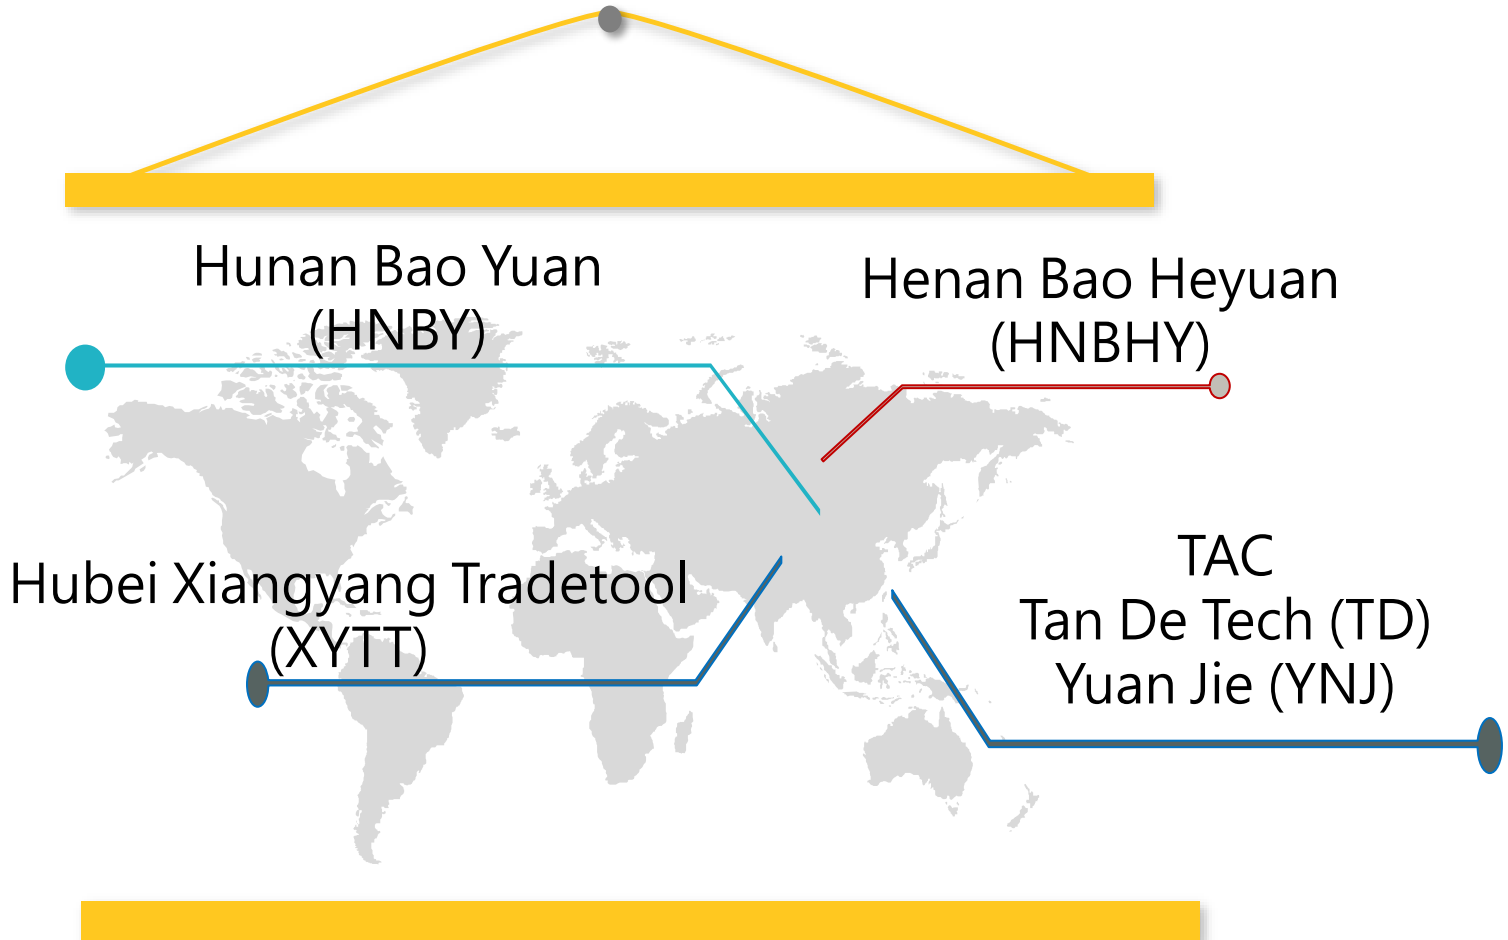 Hunan Bao Yuan
(HNBY)
Henan Bao Heyuan
(HNBHY)
Hubei Xiangyang Tradetool
(XYTT)
TAC
Tan De Tech (TD)
Yuan Jie (YNJ)